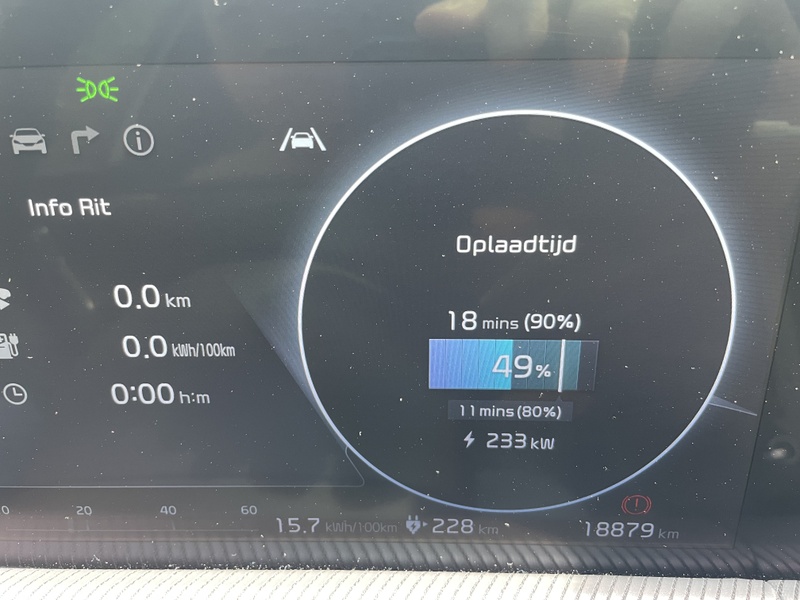 Info Rit
0.0 km
0.0 kWh/100km
0:00 h:m
Oplaadtijd
18 mins (90%)
49%
11 mins (80%)
233 kW
0 20 40 60
15.7 kWh/100km 228 km
18879 km